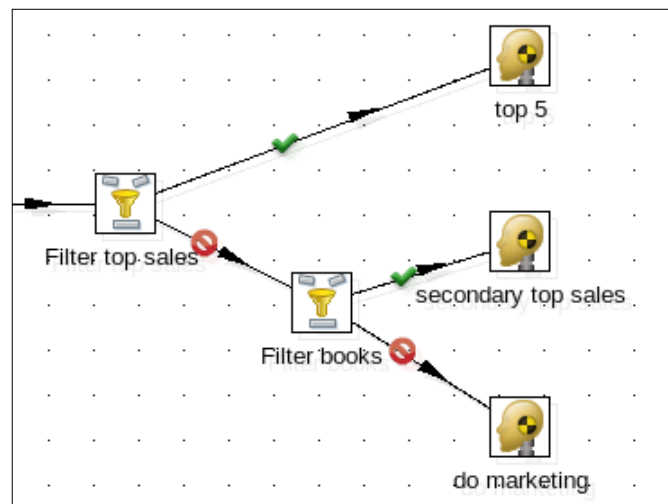 top 5
Filter top sales
secondary top sales
Filter books
do marketing